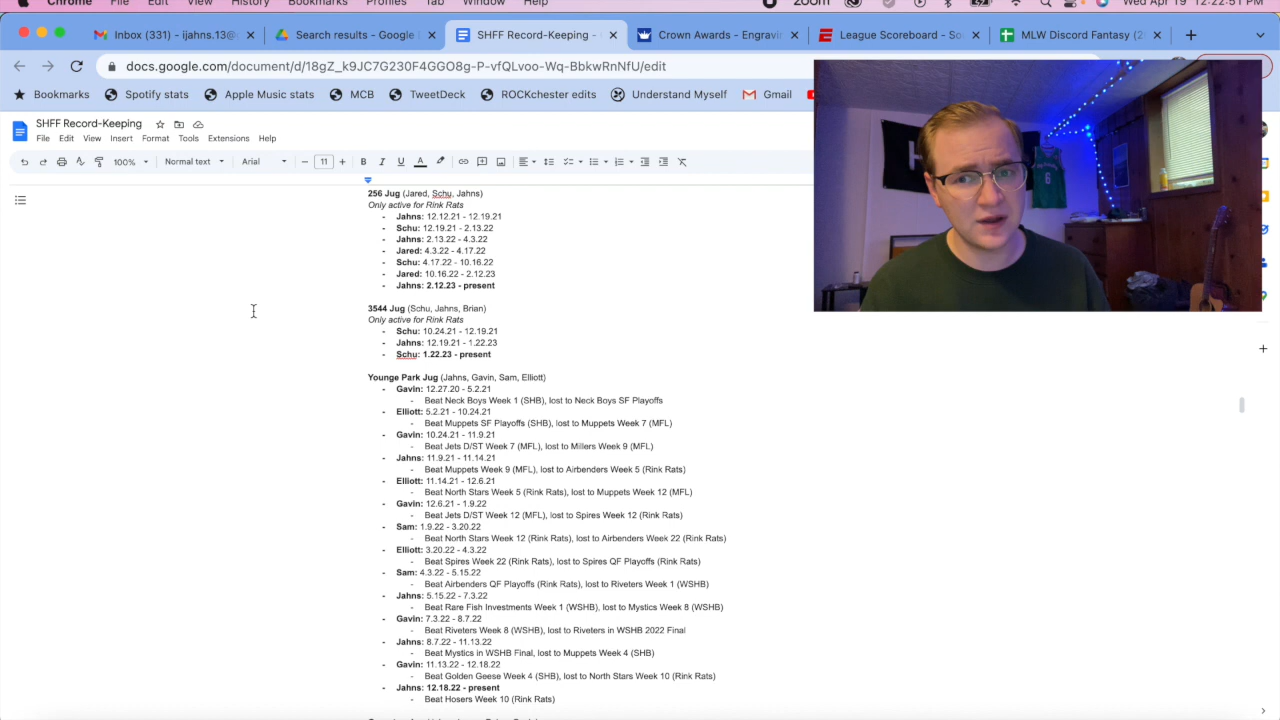 Chrome File Edit View History Bookmarks Profiles Tab Window Help zoom Wed Apr 19 12:22:51 PM
Inbox (331) - ijahns.13@ Search results - Google SHFF Record-Keeping - Crown Awards - Engravin League Scoreboard - So MLW Discord Fantasy (2
docs.google.com/document/d/18gZ_k9JC7G230F4GGO8g-P-vfQLvoo-Wq-BbkwRnNfU/edit
Bookmarks Spotify stats Apple Music stats MCB TweetDeck ROCKchester edits Understand Myself Gmail
SHFF Record-Keeping
File Edit View Insert Format Tools Extensions Help
100% Normal text Arial 11 B I U A
256 Jug (Jared, Schu, Jahns)
Only active for Rink Rats
- Jahns: 12.12.21 - 12.19.21
- Schu: 12.19.21 - 2.13.22
- Jahns: 2.13.22 - 4.3.22
- Jared: 4.3.22 - 4.17.22
- Schu: 4.17.22 - 10.16.22
- Jared: 10.16.22 - 2.12.23
- Jahns: 2.12.23 - present
3544 Jug (Schu, Jahns, Brian)
Only active for Rink Rats
- Schu: 10.24.21 - 12.19.21
- Jahns: 12.19.21 - 1.22.23
- Schu: 1.22.23 - present
Younge Park Jug (Jahns, Gavin, Sam, Elliott)
- Gavin: 12.27.20 - 5.2.21
- Beat Neck Boys Week 1 (SHB), lost to Neck Boys SF Playoffs
- Elliott: 5.2.21 - 10.24.21
- Beat Muppets SF Playoffs (SHB), lost to Muppets Week 7 (MFL)
- Gavin: 10.24.21 - 11.9.21
- Beat Jets D/ST Week 7 (MFL), lost to Millers Week 9 (MFL)
- Jahns: 11.9.21 - 11.14.21
- Beat Muppets Week 9 (MFL), lost to Airbenders Week 5 (Rink Rats)
- Elliott: 11.14.21 - 12.6.21
- Beat North Stars Week 5 (Rink Rats), lost to Muppets Week 12 (MFL)
- Gavin: 12.6.21 - 1.9.22
- Beat Jets D/ST Week 12 (MFL), lost to Spires Week 12 (Rink Rats)
- Sam: 1.9.22 - 3.20.22
- Beat North Stars Week 12 (Rink Rats), lost to Airbenders Week 22 (Rink Rats)
- Elliott: 3.20.22 - 4.3.22
- Beat Spires Week 22 (Rink Rats), lost to Spires QF Playoffs (Rink Rats)
- Sam: 4.3.22 - 5.15.22
- Beat Airbenders QF Playoffs (Rink Rats), lost to Riveters Week 1 (WSHB)
- Jahns: 5.15.22 - 7.3.22
- Beat Rare Fish Investments Week 1 (WSHB), lost to Mystics Week 8 (WSHB)
- Gavin: 7.3.22 - 8.7.22
- Beat Riveters Week 8 (WSHB), lost to Riveters in WSHB 2022 Final
- Jahns: 8.7.22 - 11.13.22
- Beat Mystics in WSHB Final, lost to Muppets Week 4 (SHB)
- Gavin: 11.13.22 - 12.18.22
- Beat Golden Geese Week 4 (SHB), lost to North Stars Week 10 (Rink Rats)
- Jahns: 12.18.22 - present
- Beat Hosers Week 10 (Rink Rats)